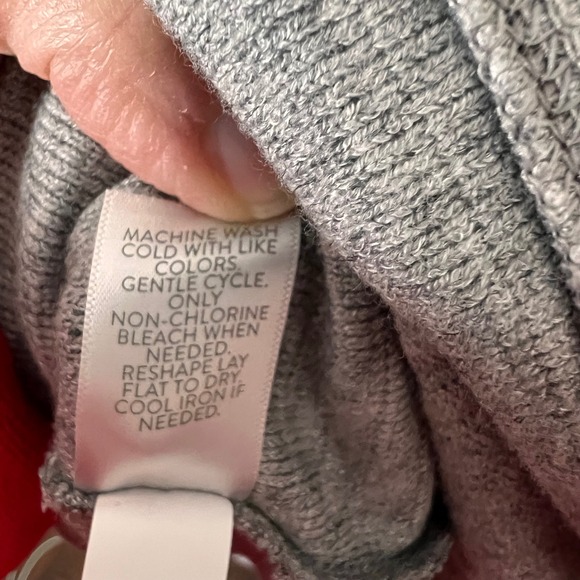 MACHINE WASH
COLD WITH LIKE
COLORS,
GENTLE CYCLE.
ONLY
NON-CHLORINE
BLEACH WHEN
NEEDED.
RESHAPE LAY
FLAT TO DRY.
COOL IRON IF
NEEDED.